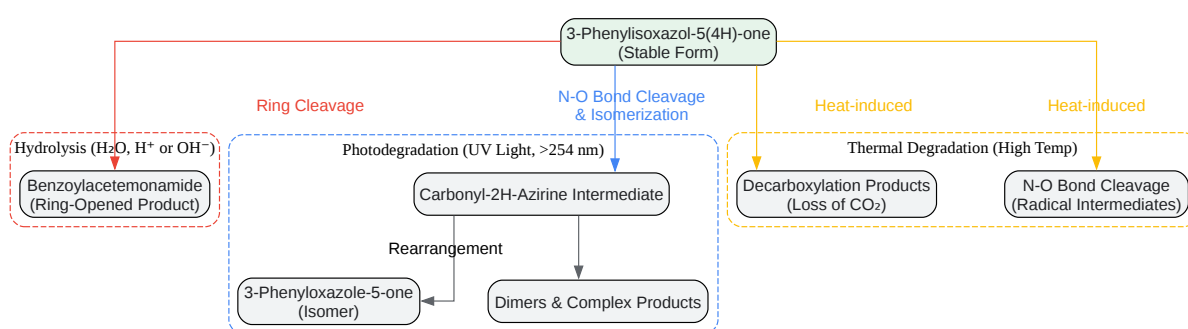 3-Phenylisoxazol-5(4H)-one
(Stable Form)
Ring Cleavage
N-O Bond Cleavage
& Isomerization
Heat-induced
Heat-induced
Hydrolysis (H₂O, H⁺ or OH⁻)
Photodegradation (UV Light, >254 nm)
Thermal Degradation (High Temp)
Benzoylacetemonamide
(Ring-Opened Product)
Carbonyl-2H-Azirine Intermediate
Decarboxylation Products
(Loss of CO₂)
N-O Bond Cleavage
(Radical Intermediates)
Rearrangement
3-Phenyloxazole-5-one
(Isomer)
Dimers & Complex Products